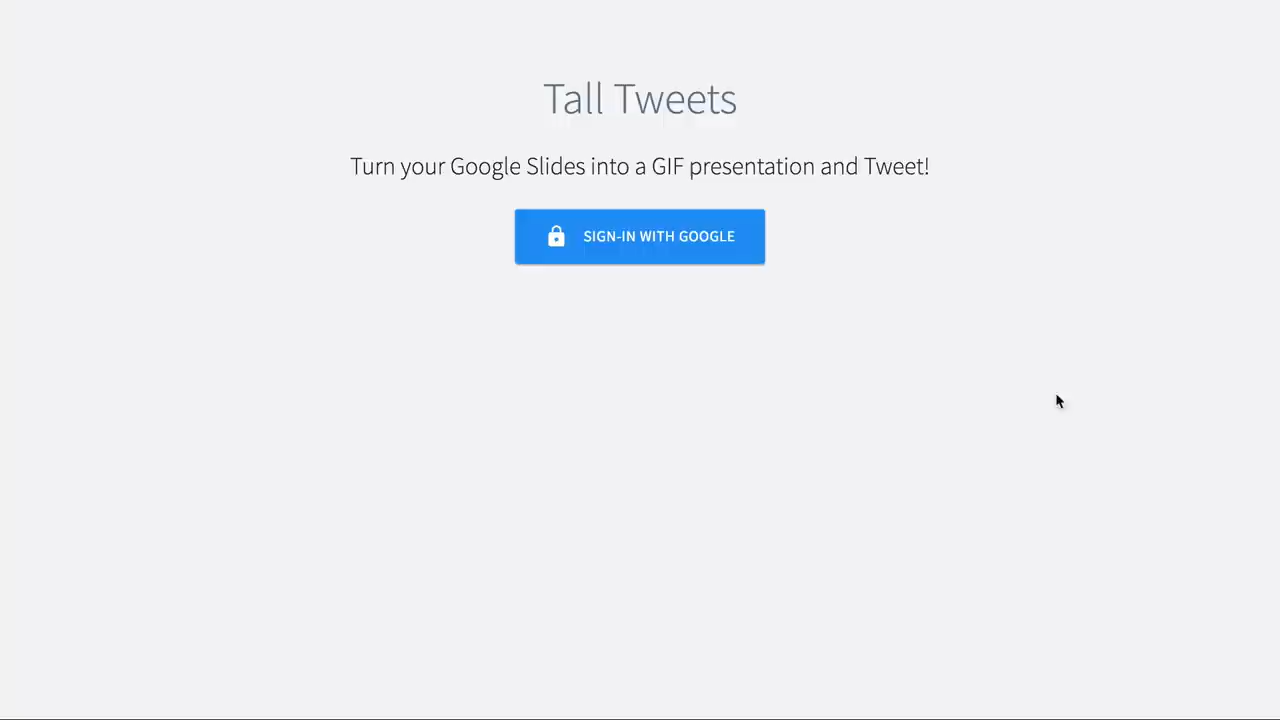 Tall Tweets
Turn your Google Slides into a GIF presentation and Tweet!
SIGN-IN WITH GOOGLE